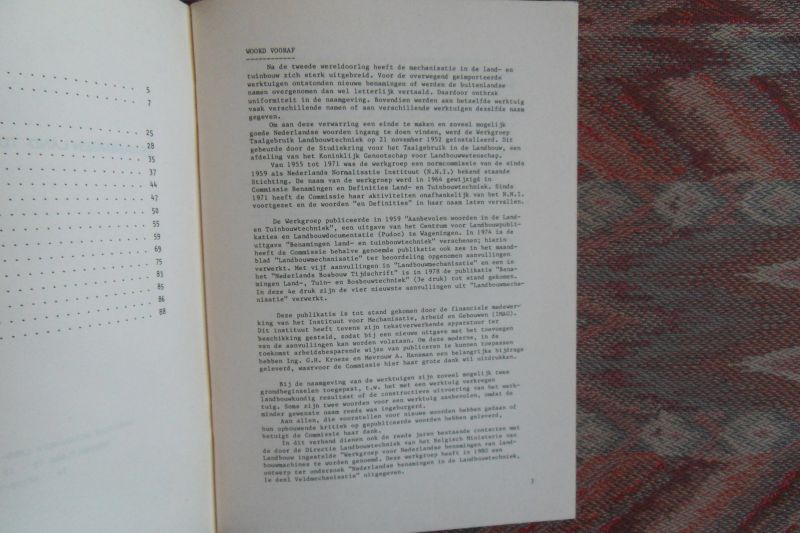 5
7
25
28
35
37
44
47
50
55
59
69
75
83
85
86
88
WOORD VOORAF
Na de tweede wereldoorlog heeft de mechanisatie in de land- en
tuinbouw zich sterk uitgebreid. Voor de overwegend geïmporteerde
werktuigen ontstonden nieuwe benamingen of werden de buitenlandse
namen overgenomen dan wel letterlijk vertaald. Daardoor ontbrak
uniformiteit in de naamgeving. Bovendien werden aan hetzelfde werktuig
vaak verschillende namen of aan verschillende werktuigen dezelfde naam
gegeven.
Om aan deze verwarring een einde te maken en zoveel mogelijk
goede Nederlandse woorden ingang te doen vinden, werd de Werkgroep
Taalgebruik Landbouwtechniek op 21 november 1952 geïnstalleerd. Dit
gebeurde door de Studiekring voor het Taalgebruik in de Landbouw, een
afdeling van het Koninklijk Genootschap voor Landbouwwetenschap.
Van 1955 tot 1971 was de werkgroep een normcommissie van de sinds
1959 als Nederlands Normalisatie Instituut (N.N.I.) bekend staande
Stichting. De naam van de werkgroep werd in 1964 gewijzigd in
Commissie Benamingen en Definities Land- en Tuinbouwtechniek. Sinds
1971 heeft de Commissie haar aktiviteiten onafhankelijk van het N.N.I.
voortgezet en de woorden "en Definities" in haar naam laten vervallen.
De Werkgroep publiceerde in 1959 "Aanbevolen woorden in de Land-
en Tuinbouwtechniek", een uitgave van het Centrum voor Landbouwpubli-
katies en Landbouwdocumentatie (Pudoc) te Wageningen. In 1974 is de
uitgave "Benamingen land- en tuinbouwtechniek" verschenen; hierin
heeft de Commissie behalve genoemde publikatie ook zes in het maand-
blad "Landbouwmechanisatie" ter beoordeling opgenomen aanvullingen
verwerkt. Met vijf aanvullingen in "Landbouwmechanisatie" en een in
het "Nederlands Bosbouw Tijdschrift" is in 1978 de publikatie "Bena-
mingen Land-, Tuin- en Bosbouwtechniek" (3e druk) tot stand gekomen.
In deze 4e druk zijn de vier nieuwste aanvullingen uit "Landbouwmecha-
nisatie" verwerkt.
Deze publikatie is tot stand gekomen door de financiele medewer-
king van het Instituut voor Mechanisatie, Arbeid en Gebouwen (IMAG).
Dit instituut heeft tevens zijn tekstverwerkende apparatuur ter
beschikking gesteld, zodat bij een nieuwe uitgave met het toevoegen
van de aanvullingen kan worden volstaan. Om deze moderne, in de
toekomst arbeidsbesparende wijze van publiceren te kunnen toepassen
hebben Ing. G.H. Kroeze en Mevrouw A. Hansman een belangrijke bijdrage
geleverd, waarvoor de Commissie hier haar grote dank wil uitdrukken.
Bij de naamgeving van de werktuigen zijn zoveel mogelijk twee
grondbeginselen toegepast, t.w. het met een werktuig verkregen
landbouwkundig resultaat of de constructieve uitvoering van het werk-
tuig. Soms zijn twee woorden voor een werktuig aanbevolen, omdat de
minder gewenste naam reeds was ingeburgerd.
Aan allen, die voorstellen voor nieuwe woorden hebben gedaan of
hun opbouwende kritiek op gepubliceerde woorden hebben geleverd,
betuigt de Commissie haar dank.
In dit verband dienen ook de reeds jaren bestaande contacten met
de door de Directie Landbouwtechniek van het Belgisch Ministerie van
Landbouw ingestelde "Werkgroep voor Nederlandse benamingen van land-
bouwmachines te worden genoemd. Deze werkgroep heeft in 1980 een
ontwerp ter onderzoek "Nederlandse benamingen in de Landbouwtechniek,
1e deel Veldmechanisatie" uitgegeven.
3